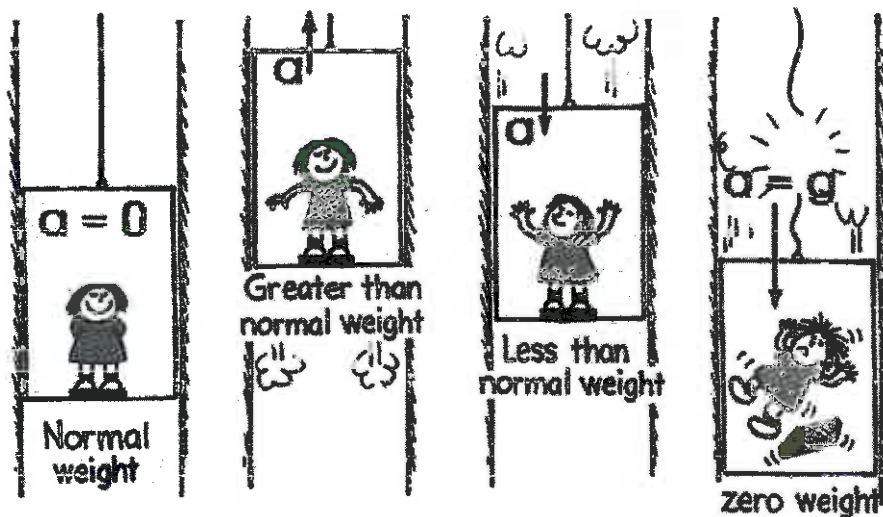 a = 0
Normal
weight
a
Greater than
normal weight
a
Less than
normal weight
a = g
zero weight